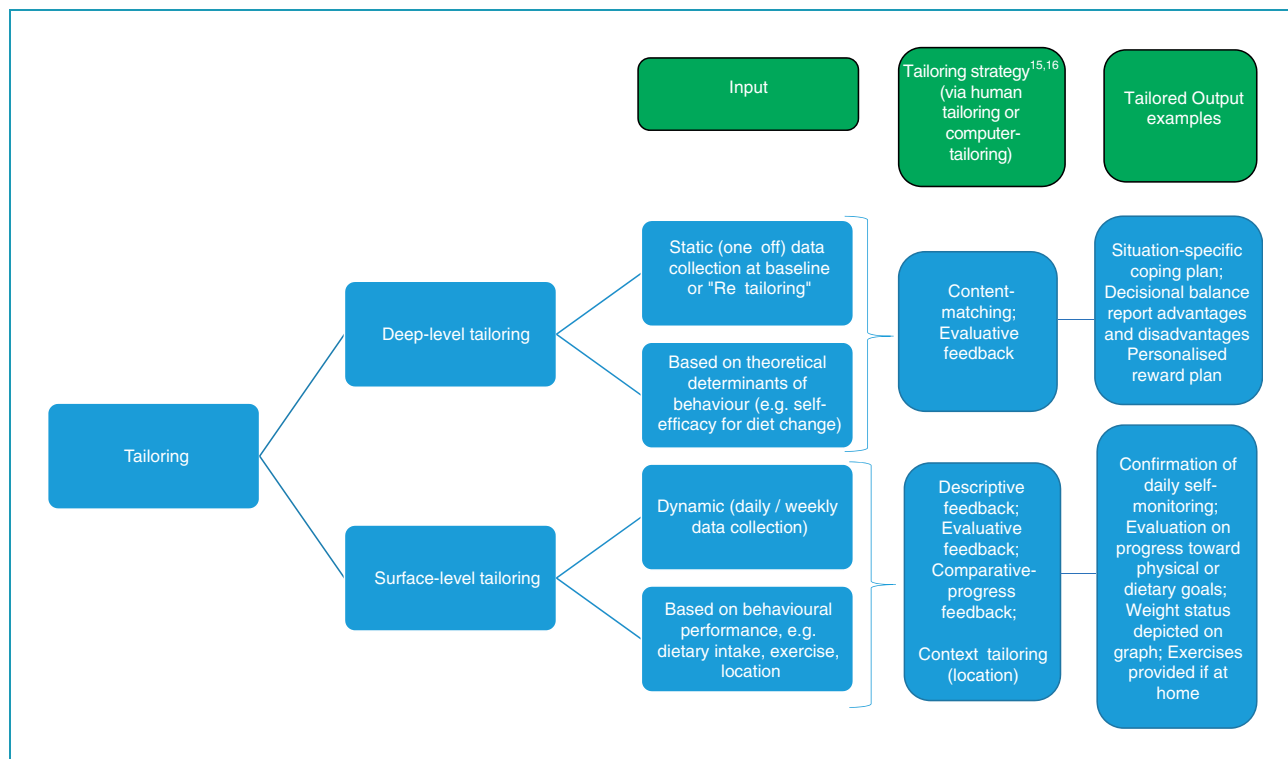 Input
Tailoring strategy15,16
(via human
tailoring or
computer-
tailoring)
Tailored Output
examples
Tailoring
Deep-level tailoring
Static (one off) data
collection at baseline
or "Re tailoring"
Based on theoretical
determinants of
behaviour (e.g. self-
efficacy for diet change)
Content-
matching;
Evaluative
feedback
Situation-specific
coping plan;
Decisional balance
report advantages
and disadvantages
Personalised
reward plan
Surface-level tailoring
Dynamic (daily / weekly
data collection)
Based on behavioural
performance, e.g.
dietary intake, exercise,
location
Descriptive
feedback;
Evaluative
feedback;
Comparative-
progress
feedback;
Context tailoring
(location)
Confirmation of
daily self-
monitoring;
Evaluation on
progress toward
physical or
dietary goals;
Weight status
depicted on
graph; Exercises
provided if at
home